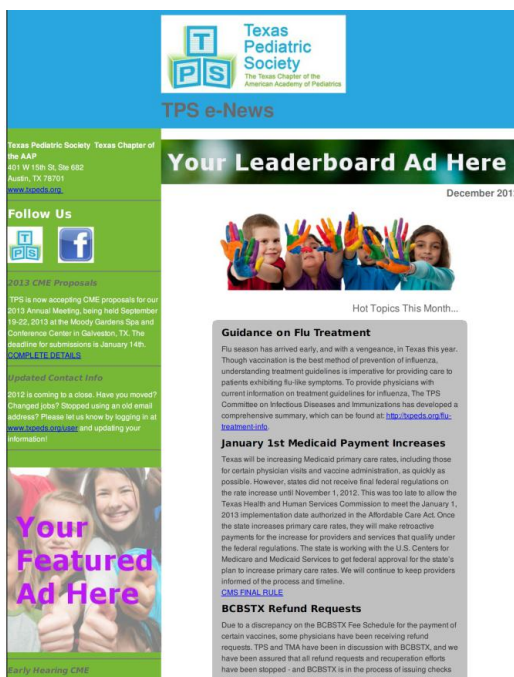 T
P S
Texas
Pediatric
Society
The Texas Chapter of the
American Academy of Pediatrics
TPS e-News
Texas Pediatric Society Texas Chapter of
the AAP
401 W 15th St, Ste 682
Austin, TX 78701
www.txpeds.org
Follow Us
T
P S
f
2013 CME Proposals
TPS is now accepting CME proposals for our
2013 Annual Meeting, being held September
19-22, 2013 at the Moody Gardens Spa and
Conference Center in Galveston, TX. The
deadline for submissions is January 14th.
COMPLETE DETAILS
Updated Contact Info
2012 is coming to a close. Have you moved?
Changed jobs? Stopped using an old email
address? Please let us know by logging in at
www.txpeds.org/user and updating your
information!
Your
Featured
Ad Here
Early Hearing CME
Your Leaderboard Ad Here
December 201
Hot Topics This Month...
Guidance on Flu Treatment
Flu season has arrived early, and with a vengeance, in Texas this year.
Though vaccination is the best method of prevention of influenza,
understanding treatment guidelines is imperative for providing care to
patients exhibiting flu-like symptoms. To provide physicians with
current information on treatment guidelines for influenza, The TPS
Committee on Infectious Diseases and Immunizations has developed a
comprehensive summary, which can be found at: http://txpeds.org/flu-
treatment-info.
January 1st Medicaid Payment Increases
Texas will be increasing Medicaid primary care rates, including those
for certain physician visits and vaccine administration, as quickly as
possible. However, states did not receive final federal regulations on
the rate increase until November 1, 2012. This was too late to allow the
Texas Health and Human Services Commission to meet the January 1,
2013 implementation date authorized in the Affordable Care Act. Once
the state increases primary care rates, they will make retroactive
payments for the increase for providers and services that qualify under
the federal regulations. The state is working with the U.S. Centers for
Medicare and Medicaid Services to get federal approval for the state's
plan to increase primary care rates. We will continue to keep providers
informed of the process and timeline.
CMS FINAL RULE
BCBSTX Refund Requests
Due to a discrepancy on the BCBSTX Fee Schedule for the payment of
certain vaccines, some physicians have been receiving refund
requests. TPS and TMA have been in discussion with BCBSTX, and we
have been assured that all refund requests and recuperation efforts
have been stopped - and BCBSTX is in the process of issuing checks